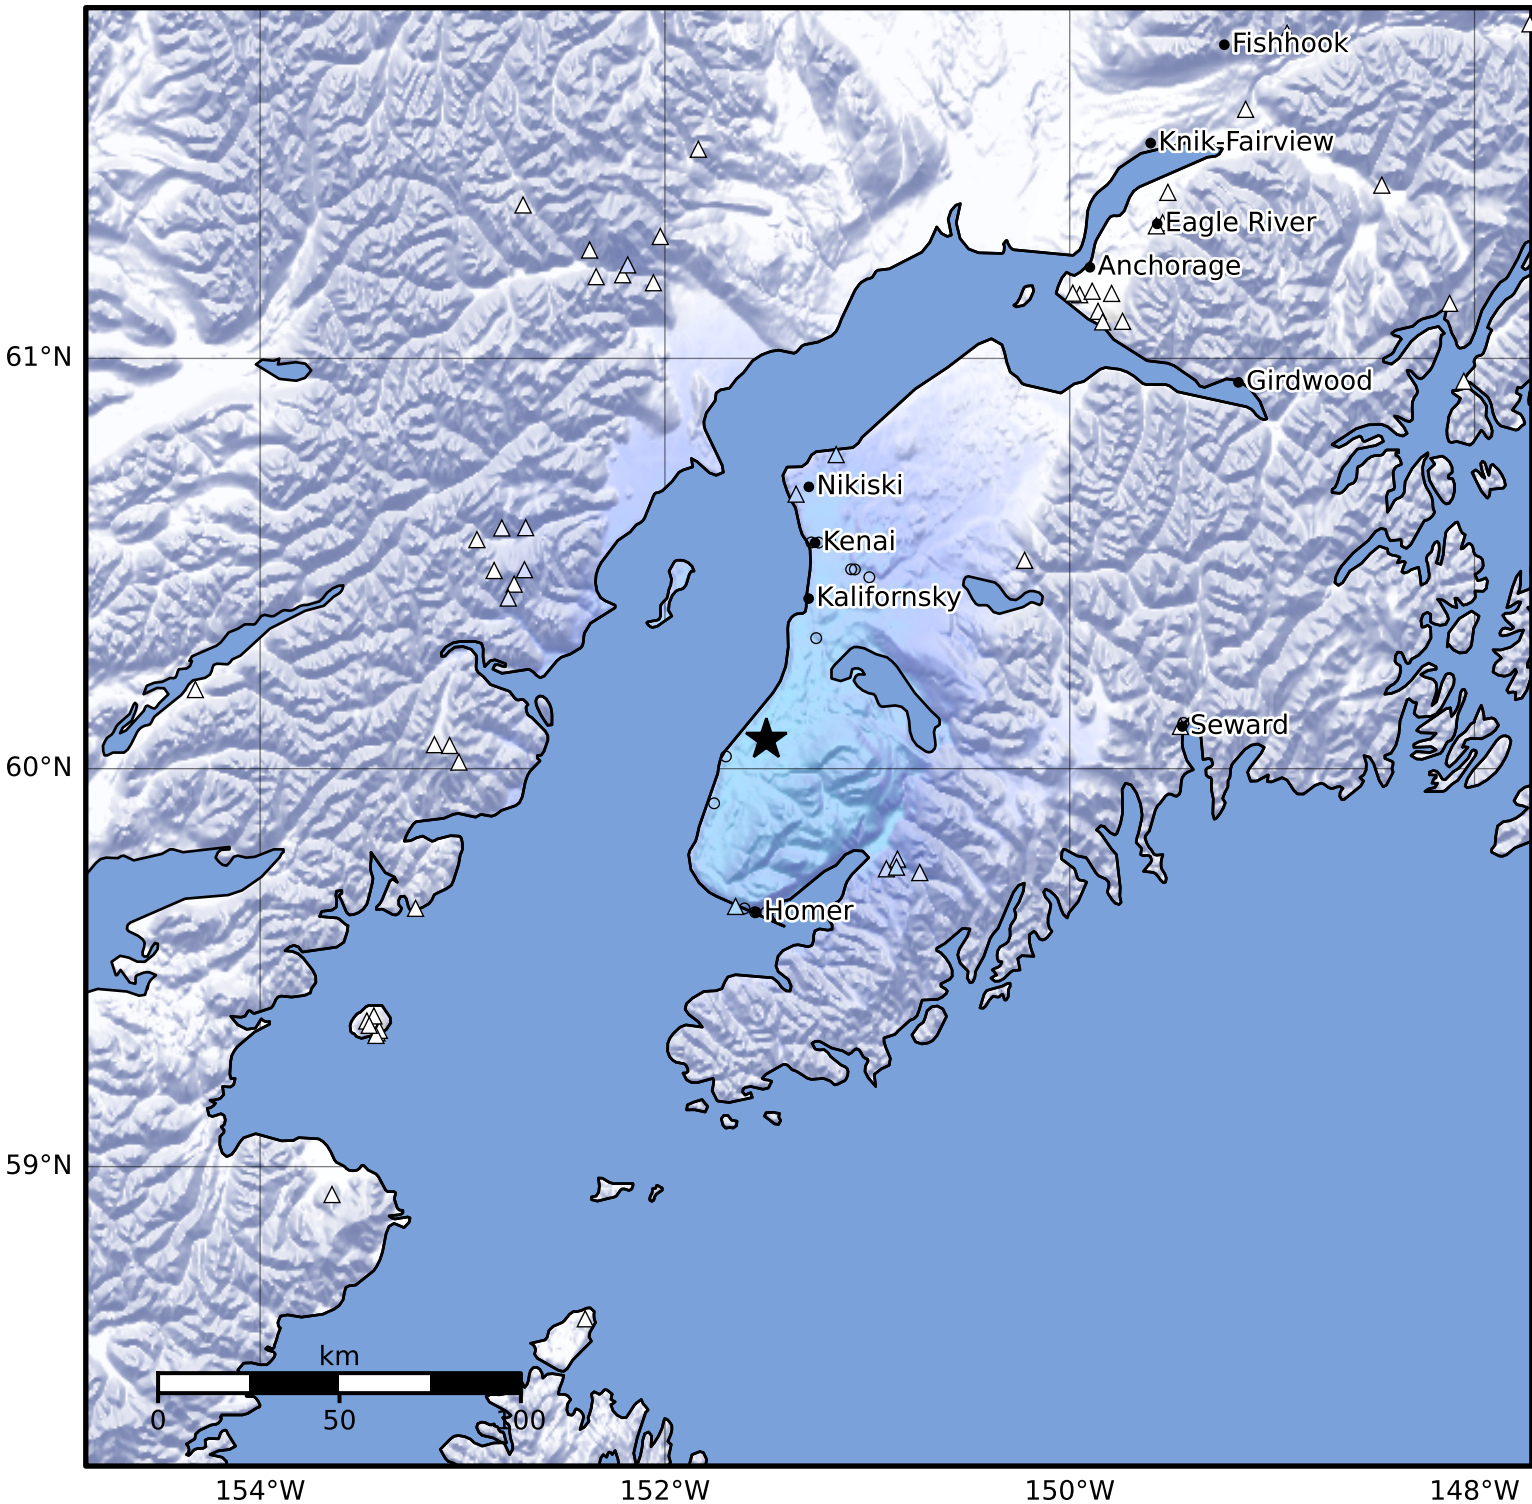 Fishhook
Knik-Fairview
Eagle River
Anchorage
61°N
Girdwood
Nikiski
Kenai
Kalifornsky
Seward
60°N
Homer
59°N
km
0 50 100
154°W 152°W 150°W 148°W